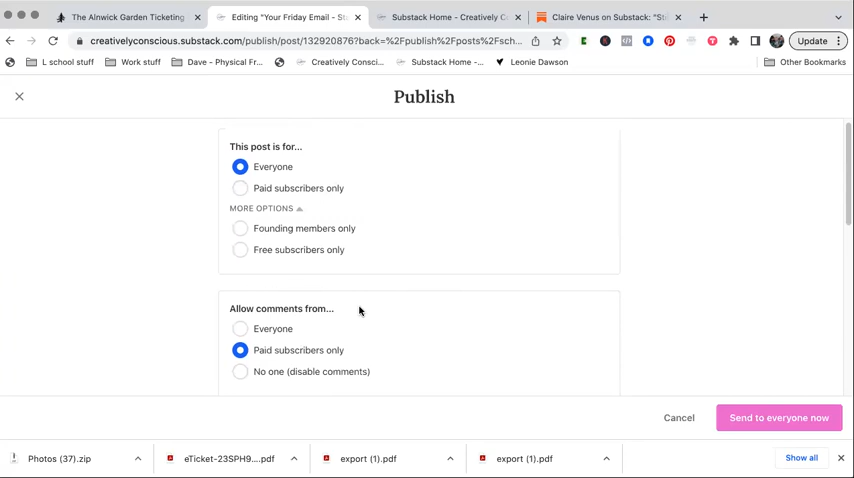 The Alnwick Garden Ticketing
Editing "Your Friday Email - St
Substack Home - Creatively C
Claire Venus on Substack: "St
creativelyconscious.substack.com/publish/post/132920876?back=%2Fpublish%2Fposts%2Fsch...
Update
L school stuff
Work stuff
Dave - Physical Fr...
Creatively Consci...
Substack Home -...
Leonie Dawson
Other Bookmarks
Publish
This post is for...
Everyone
Paid subscribers only
MORE OPTIONS
Founding members only
Free subscribers only
Allow comments from...
Everyone
Paid subscribers only
No one (disable comments)
Cancel
Send to everyone now
Photos (37).zip
eTicket-23SPH9....pdf
export (1).pdf
export (1).pdf
Show all